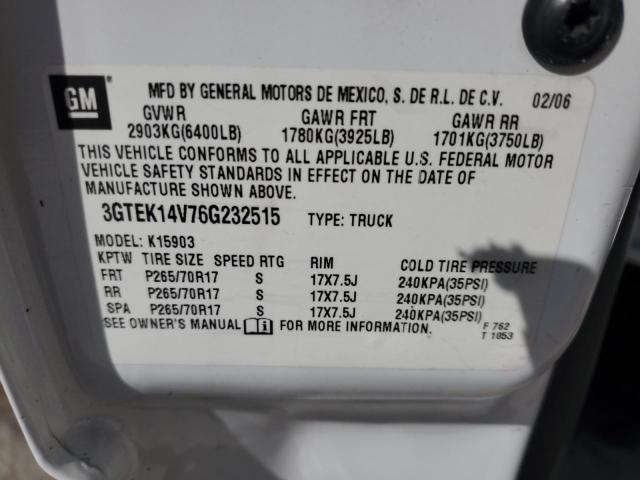 GM ®
MFD BY GENERAL MOTORS DE MEXICO, S. DE R.L. DE C.V. 02/06
GVWR GAWR FRT GAWR RR
2903KG(6400LB) 1780KG(3925LB) 1701KG(3750LB)
THIS VEHICLE CONFORMS TO ALL APPLICABLE U.S. FEDERAL MOTOR
VEHICLE SAFETY STANDARDS IN EFFECT ON THE DATE OF
MANUFACTURE SHOWN ABOVE.
3GTEK14V76G232515 TYPE: TRUCK
MODEL: K15903
KPTW TIRE SIZE SPEED RTG RIM COLD TIRE PRESSURE
FRT P265/70R17 S 17X7.5J 240KPA(35PSI)
RR P265/70R17 S 17X7.5J 240KPA(35PSI)
SPA P265/70R17 S 17X7.5J 240KPA(35PSI)
SEE OWNER'S MANUAL i FOR MORE INFORMATION. F 762
T 1053